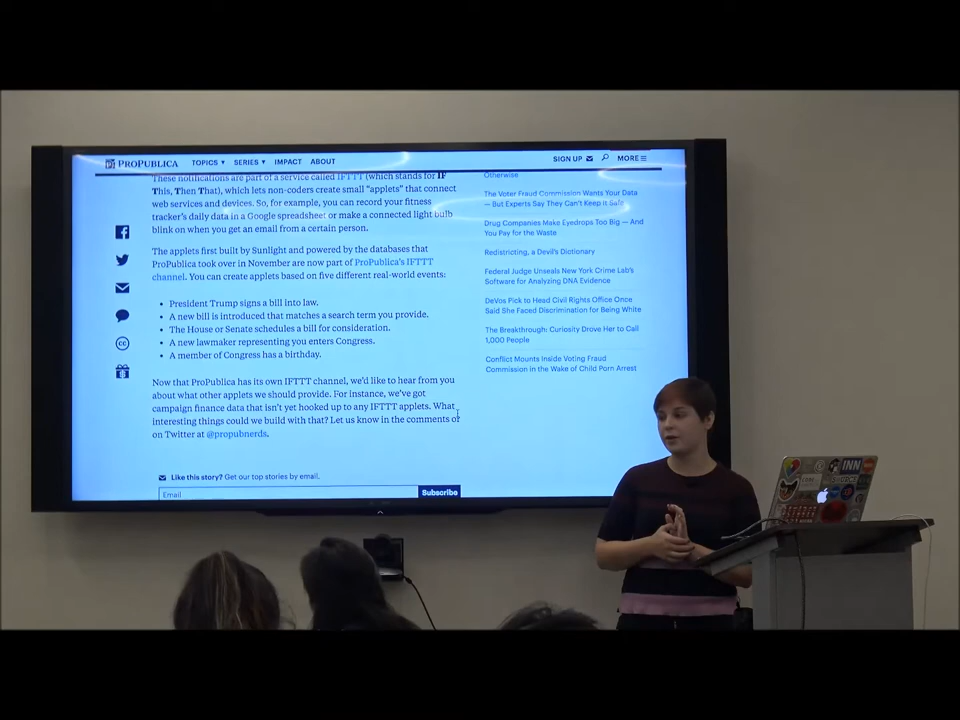 PROPUBLICA TOPICS SERIES IMPACT ABOUT SIGN UP MORE
These notifications are part of a service called IFTTT (which stands for IF
This, Then That), which lets non-coders create small “applets” that connect
web services and devices. So, for example, you can record your fitness
tracker's daily data in a Google spreadsheet or make a connected light bulb
blink on when you get an email from a certain person.
The applets first built by Sunlight and powered by the databases that
ProPublica took over in November are now part of ProPublica's IFTTT
channel. You can create applets based on five different real-world events:
• President Trump signs a bill into law.
• A new bill is introduced that matches a search term you provide.
• The House or Senate schedules a bill for consideration.
• A new lawmaker representing you enters Congress.
• A member of Congress has a birthday.
Now that ProPublica has its own IFTTT channel, we'd like to hear from you
about what other applets we should provide. For instance, we've got
campaign finance data that isn't yet hooked up to any IFTTT applets. What
interesting things could we build with that? Let us know in the comments or
on Twitter at @propubnerds.
Like this story? Get our top stories by email.
Email
Subscribe
Otherwise
The Voter Fraud Commission Wants Your Data
— But Experts Say They Can't Keep It Safe
Drug Companies Make Eyedrops Too Big — And
You Pay for the Waste
Redistricting, a Devil's Dictionary
Federal Judge Unseals New York Crime Lab's
Software for Analyzing DNA Evidence
DeVos Pick to Head Civil Rights Office Once
Said She Faced Discrimination for Being White
The Breakthrough: Curiosity Drove Her to Call
1,000 People
Conflict Mounts Inside Voting Fraud
Commission in the Wake of Child Porn Arrest
INN